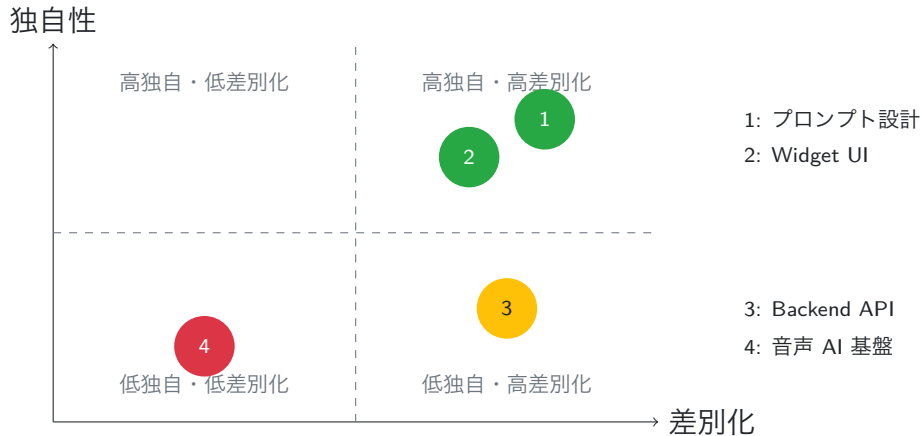 独自性
高独自・低差別化
高独自・高差別化
1
2
1: プロンプト設計
2: Widget UI
3
4
3: Backend API
4: 音声 AI 基盤
低独自・低差別化
低独自・高差別化
差別化